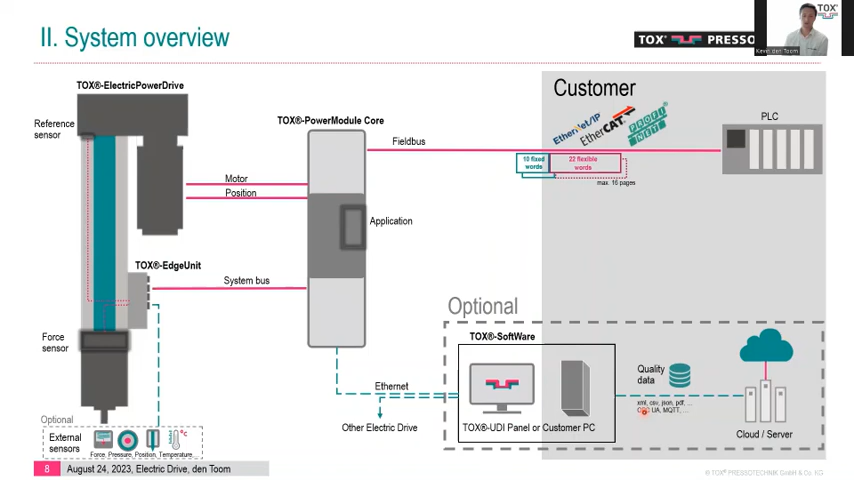 II. System overview
TOX® PRESSO
TOX®
Kevin den Toom
TOX®-ElectricPowerDrive
Reference
sensor
TOX®-PowerModule Core
Customer
EtherNet/IP
EtherCAT
PROFI
NET
PLC
Fieldbus
10 fixed
words
22 flexible
words
max. 16 pages
Motor
Position
Application
TOX®-EdgeUnit
System bus
Optional
TOX®-SoftWare
Force
sensor
Ethernet
Quality
data
xml, csv, json, pdf, ...
UA, MQTT, ...
Other Electric Drive
TOX®-UDI Panel or Customer PC
Cloud / Server
Optional
External
sensors
°C
Force, Pressure, Position, Temperature...
8 August 24, 2023, Electric Drive, den Toom
© TOX® PRESSOTECHNIK GmbH & Co. KG